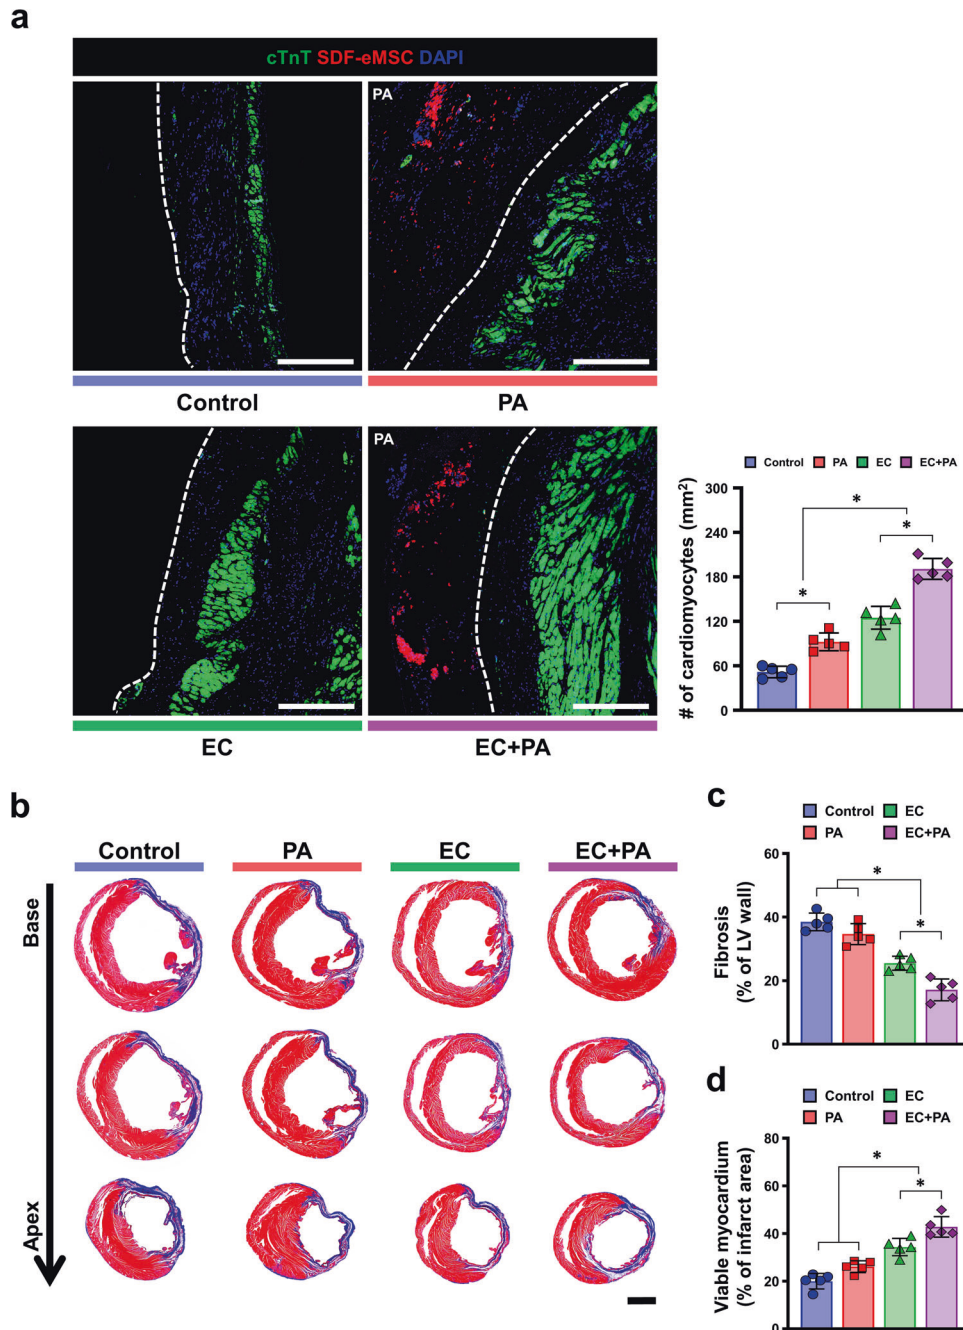 a
cTnT SDF-eMSC DAPI
PA
Control
PA
PA
EC
EC+PA
Control PA EC EC+PA
# of cardiomyocytes (mm²)
300
240
180
120
60
0
*
*
*
b
Control
PA
EC
EC+PA
Base
Apex
c
Control
EC
PA
EC+PA
Fibrosis
(% of LV wall)
60
40
20
0
*
*
d
Control
EC
PA
EC+PA
Viable myocardium
(% of infarct area)
80
60
40
20
0
*
*